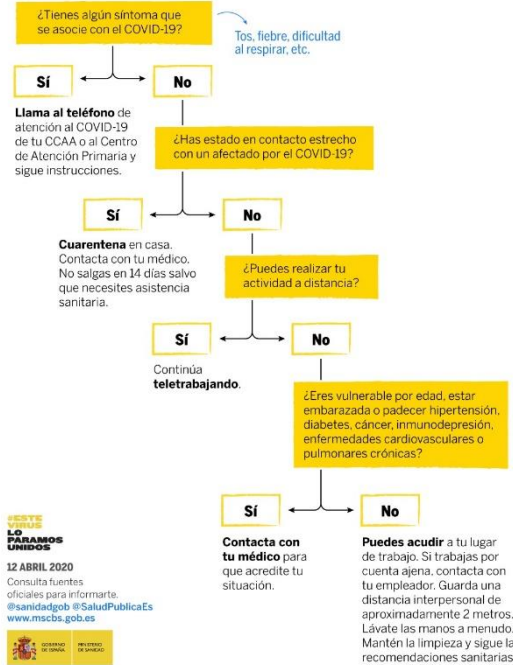 ¿Tienes algún síntoma que
se asocie con el COVID-19?
Tos, fiebre, dificultad
al respirar, etc.
Sí
No
Llama al teléfono de
atención al COVID-19
de tu CCAA o al Centro
de Atención Primaria y
sigue instrucciones.
¿Has estado en contacto estrecho
con un afectado por el COVID-19?
Sí
No
Cuarentena en casa.
Contacta con tu médico.
No salgas en 14 días salvo
que necesites asistencia
sanitaria.
¿Puedes realizar tu
actividad a distancia?
Sí
No
Continúa
teletrabajando.
¿Eres vulnerable por edad, estar
embarazada o padecer hipertensión,
diabetes, cáncer, inmunodepresión,
enfermedades cardiovasculares o
pulmonares crónicas?
Sí
No
Contacta con
tu médico para
que acredite tu
situación.
Puedes acudir a tu lugar
de trabajo. Si trabajas por
cuenta ajena, contacta con
tu empleador. Guarda una
distancia interpersonal de
aproximadamente 2 metros.
Lávate las manos a menudo.
Mantén la limpieza y sigue la
recomendaciones sanitarias
#ESTE
VIRUS
LO
PARAMOS
UNIDOS
12 ABRIL 2020
Consulta fuentes
oficiales para informarte.
@sanidadgob @SaludPublicaEs
www.mscbs.gob.es
GOBIERNO
DE ESPAÑA
MINISTERIO
DE SANIDAD